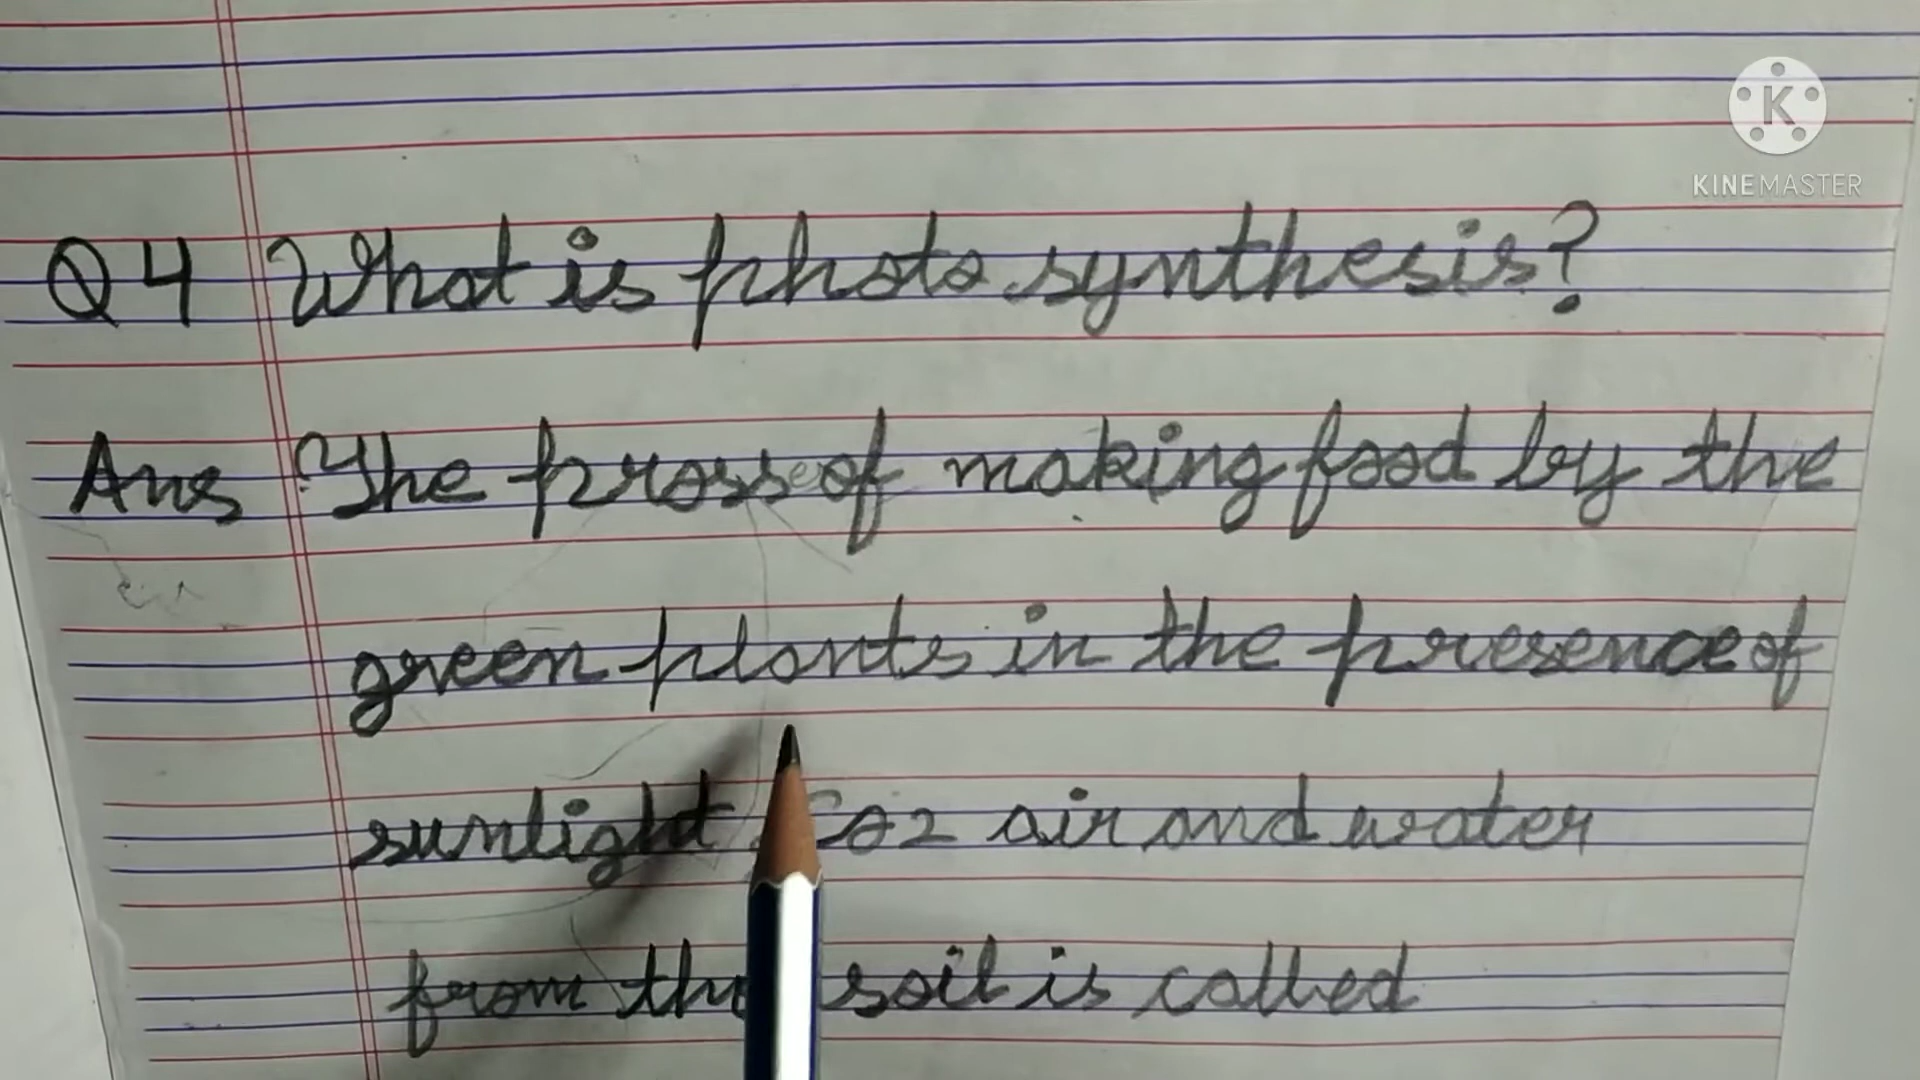 KINEMASTER
Q4 What is photo synthesis?
Ans The pross of making food by the
green plants in the presence of
sunlight, Co2 air and water
from the soil is called